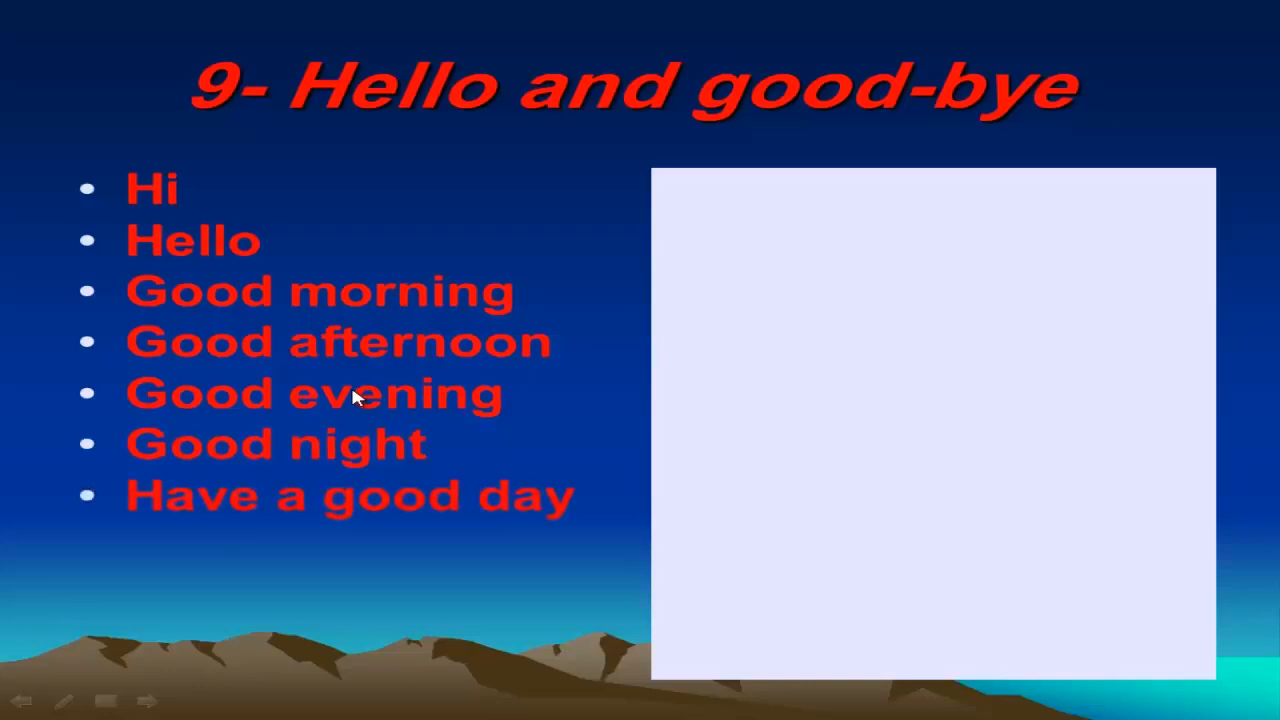 9- Hello and good-bye
• Hi
• Hello
• Good morning
• Good afternoon
• Good evening
• Good night
• Have a good day